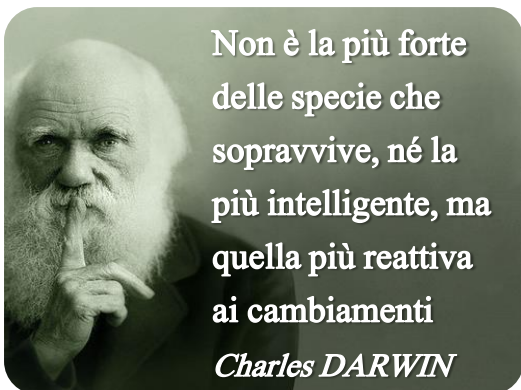 Non è la più forte
delle specie che
sopravvive, né la
più intelligente, ma
quella più reattiva
ai cambiamenti
Charles DARWIN